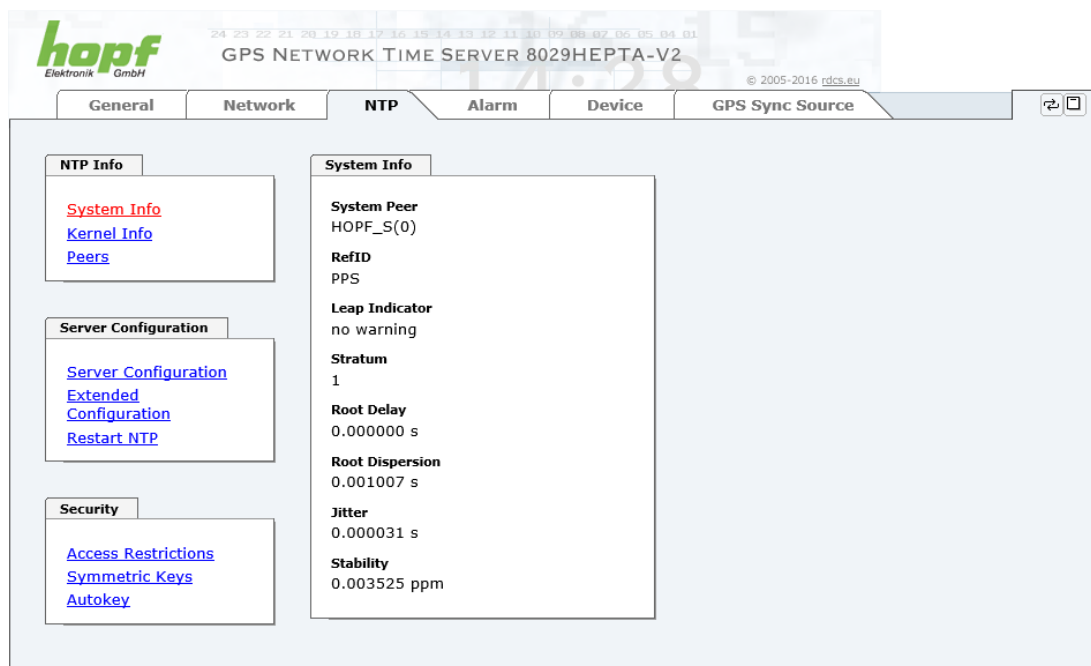 hopf
Elektronik GmbH
24 23 22 21 20 19 18 17 16 15 14 13 12 11 10 09 08 07 06 05 04 01
GPS NETWORK TIME SERVER 8029HEPTA-V2
14:28
© 2005-2016 rdcs.eu
General Network NTP Alarm Device GPS Sync Source
NTP Info
System Info
Kernel Info
Peers
Server Configuration
Server Configuration
Extended
Configuration
Restart NTP
Security
Access Restrictions
Symmetric Keys
Autokey
System Info
System Peer
HOPF_S(0)
RefID
PPS
Leap Indicator
no warning
Stratum
1
Root Delay
0.000000 s
Root Dispersion
0.001007 s
Jitter
0.000031 s
Stability
0.003525 ppm